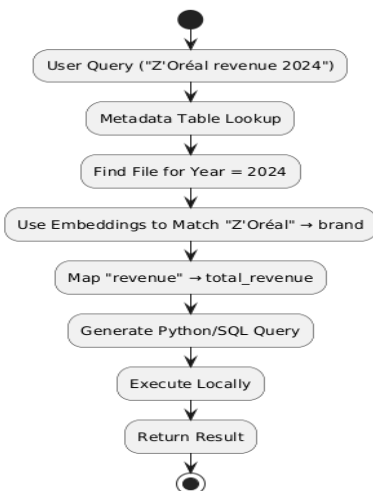 User Query ("Z'Oréal revenue 2024")
Metadata Table Lookup
Find File for Year = 2024
Use Embeddings to Match "Z'Oréal" → brand
Map "revenue" → total_revenue
Generate Python/SQL Query
Execute Locally
Return Result